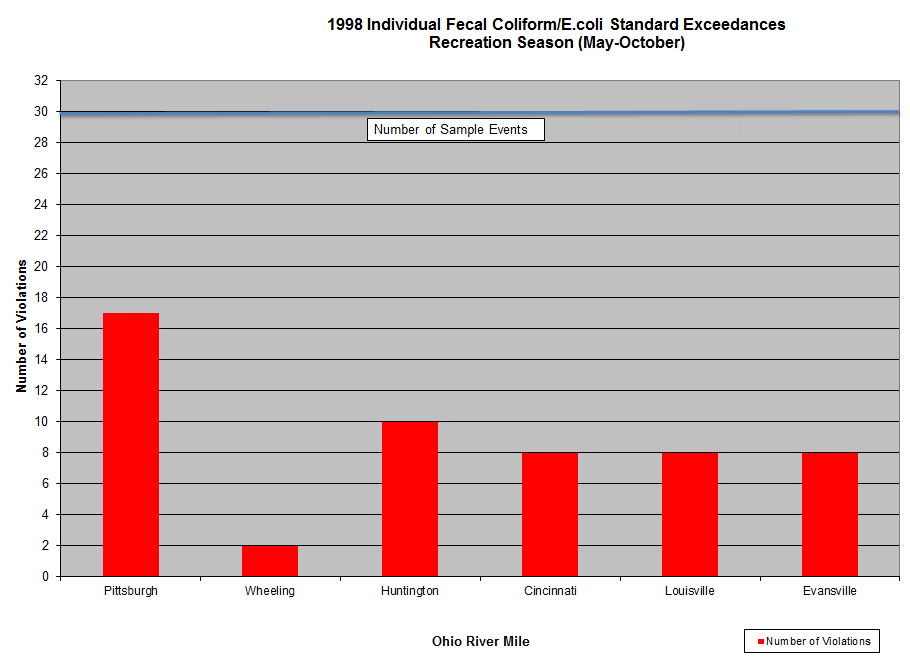 1998 Individual Fecal Coliform/E.coli Standard Exceedances
Recreation Season (May-October)
32
30
28
26
24
22
20
18
16
14
12
10
8
6
4
2
0
Number of Violations
Number of Sample Events
Pittsburgh Wheeling Huntington Cincinnati Louisville Evansville
Ohio River Mile
Number of Violations